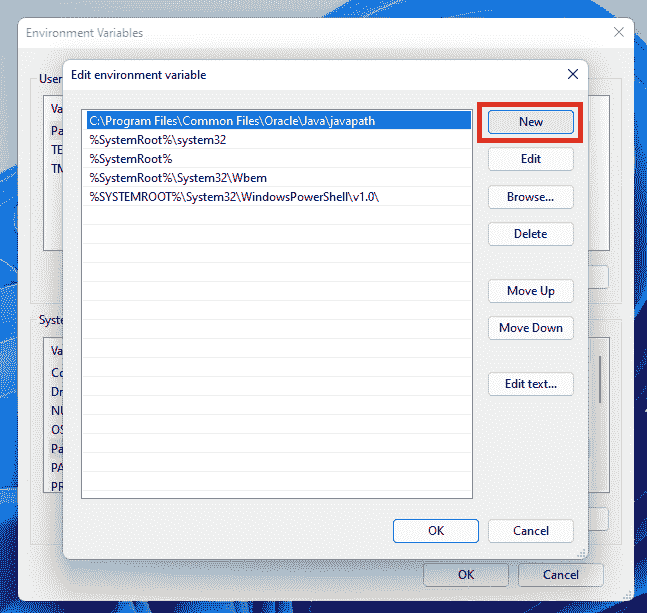 Environment Variables
Edit environment variable
User
Va
Pa
TE
TM
C:\Program Files\Common Files\Oracle\Java\javapath
%SystemRoot%\system32
%SystemRoot%
%SystemRoot%\System32\Wbem
%SYSTEMROOT%\System32\WindowsPowerShell\v1.0\
New
Edit
Browse...
Delete
Move Up
Move Down
Edit text...
Syste
Va
Co
Dr
NU
OS
Pa
PA
PR
OK
Cancel
OK
Cancel